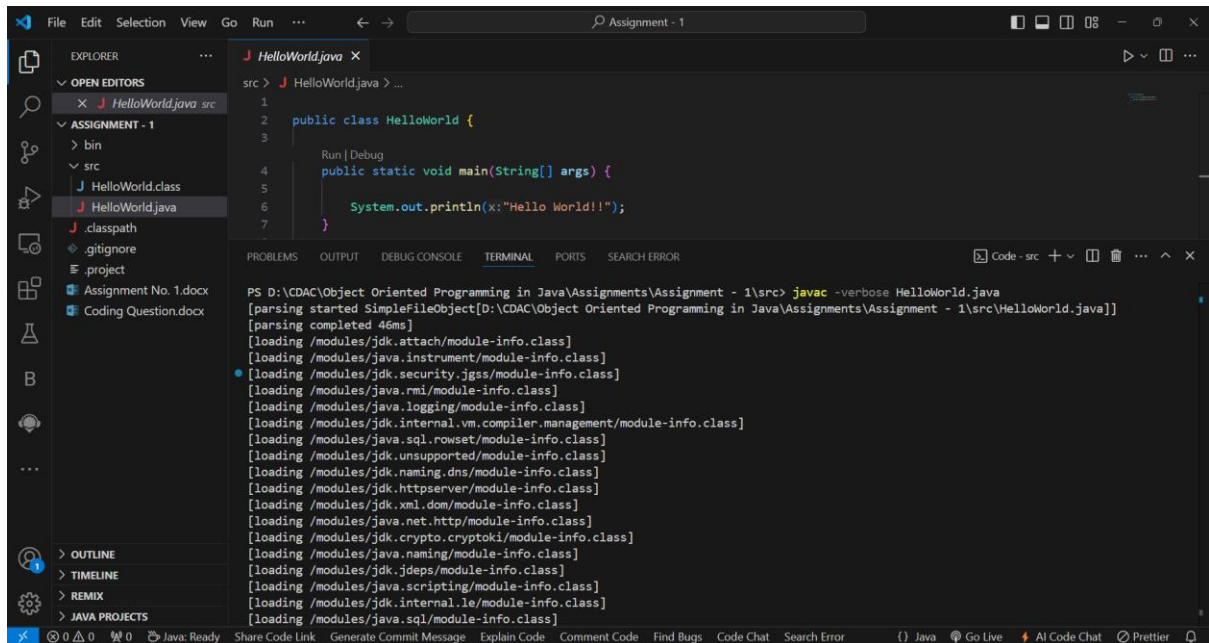 File Edit Selection View Go Run ··· ← → Assignment - 1
EXPLORER ···
OPEN EDITORS
× J HelloWorld.java src
ASSIGNMENT - 1
> bin
src
J HelloWorld.class
J HelloWorld.java
J .classpath
.gitignore
.project
Assignment No. 1.docx
Coding Question.docx
> OUTLINE
> TIMELINE
> REMIX
> JAVA PROJECTS
B
1
J HelloWorld.java ×
src > J HelloWorld.java > ...
1
2 public class HelloWorld {
3
Run | Debug
4 public static void main(String[] args) {
5
6 System.out.println(x:"Hello World!!");
7 }
PROBLEMS OUTPUT DEBUG CONSOLE TERMINAL PORTS SEARCH ERROR Code - src
PS D:\CDAC\Object Oriented Programming in Java\Assignments\Assignment - 1\src> javac -verbose HelloWorld.java
[parsing started SimpleFileObject[D:\CDAC\Object Oriented Programming in Java\Assignments\Assignment - 1\src\HelloWorld.java]]
[parsing completed 46ms]
[loading /modules/jdk.attach/module-info.class]
[loading /modules/java.instrument/module-info.class]
[loading /modules/jdk.security.jgss/module-info.class]
[loading /modules/java.rmi/module-info.class]
[loading /modules/java.logging/module-info.class]
[loading /modules/jdk.internal.vm.compiler.management/module-info.class]
[loading /modules/java.sql.rowset/module-info.class]
[loading /modules/jdk.unsupported/module-info.class]
[loading /modules/jdk.naming.dns/module-info.class]
[loading /modules/jdk.httpserver/module-info.class]
[loading /modules/jdk.xml.dom/module-info.class]
[loading /modules/java.net.http/module-info.class]
[loading /modules/jdk.crypto.cryptoki/module-info.class]
[loading /modules/java.naming/module-info.class]
[loading /modules/jdk.jdeps/module-info.class]
[loading /modules/java.scripting/module-info.class]
[loading /modules/jdk.internal.le/module-info.class]
[loading /modules/java.sql/module-info.class]
0 0 0 Java: Ready Share Code Link Generate Commit Message Explain Code Comment Code Find Bugs Code Chat Search Error {} Java Go Live AI Code Chat Prettier